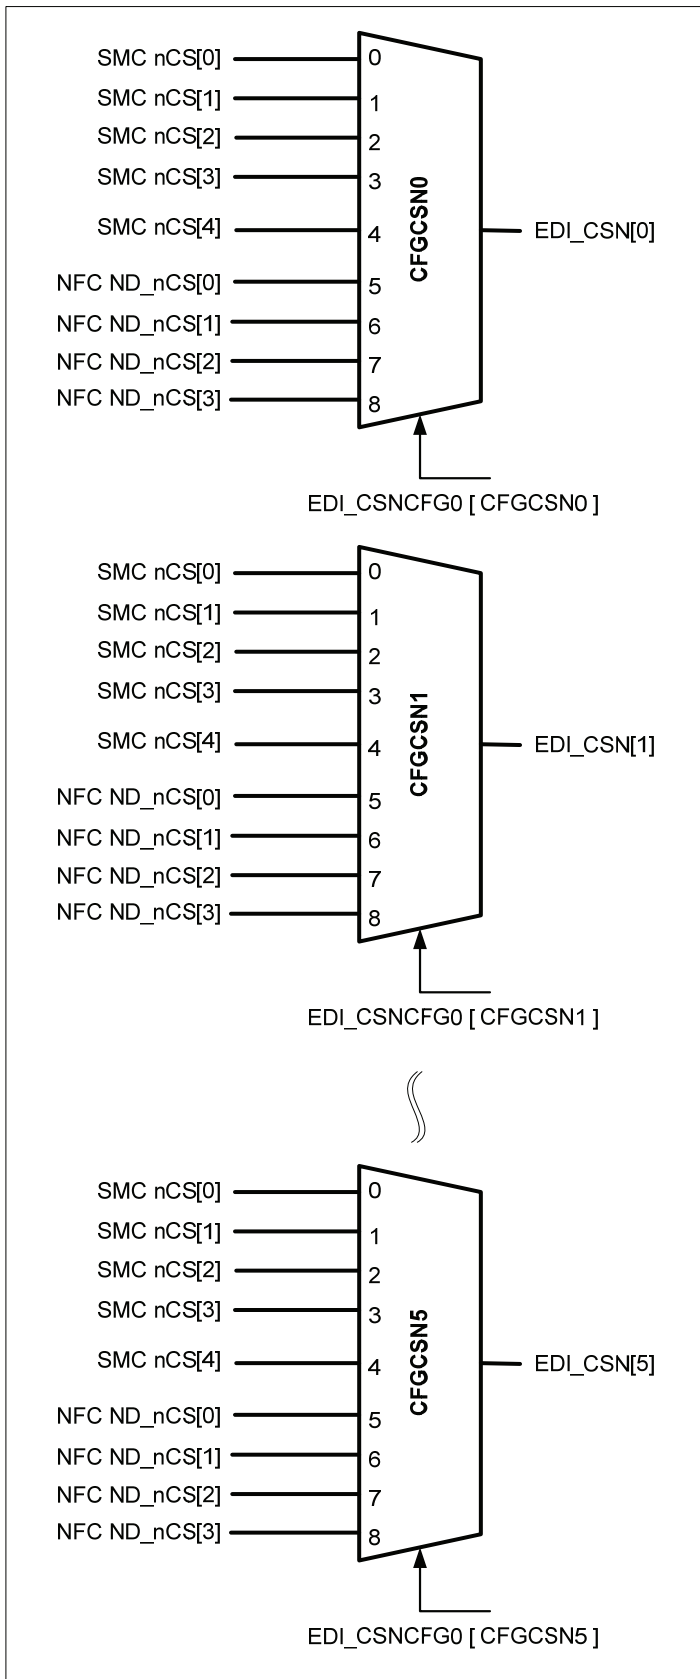 SMC nCS[0] 0
SMC nCS[1] 1
SMC nCS[2] 2
SMC nCS[3] 3
SMC nCS[4] 4
NFC ND_nCS[0] 5
NFC ND_nCS[1] 6
NFC ND_nCS[2] 7
NFC ND_nCS[3] 8
CFGCSN0
EDI_CSN[0]
EDI_CSNCFG0 [ CFGCSN0 ]
SMC nCS[0] 0
SMC nCS[1] 1
SMC nCS[2] 2
SMC nCS[3] 3
SMC nCS[4] 4
NFC ND_nCS[0] 5
NFC ND_nCS[1] 6
NFC ND_nCS[2] 7
NFC ND_nCS[3] 8
CFGCSN1
EDI_CSN[1]
EDI_CSNCFG0 [ CFGCSN1 ]
SMC nCS[0] 0
SMC nCS[1] 1
SMC nCS[2] 2
SMC nCS[3] 3
SMC nCS[4] 4
NFC ND_nCS[0] 5
NFC ND_nCS[1] 6
NFC ND_nCS[2] 7
NFC ND_nCS[3] 8
CFGCSN5
EDI_CSN[5]
EDI_CSNCFG0 [ CFGCSN5 ]